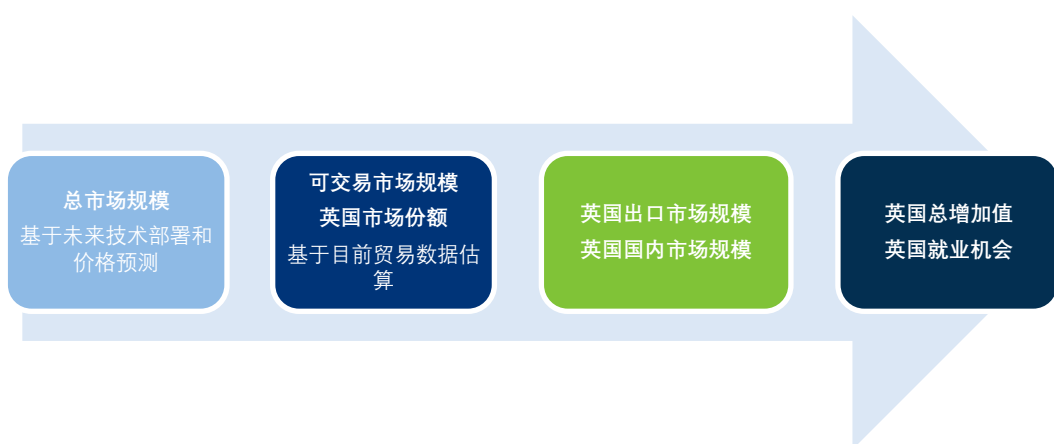 总市场规模
基于未来技术部署和
价格预测
可交易市场规模
英国市场份额
基于目前贸易数据估
算
英国出口市场规模
英国国内市场规模
英国总增加值
英国就业机会